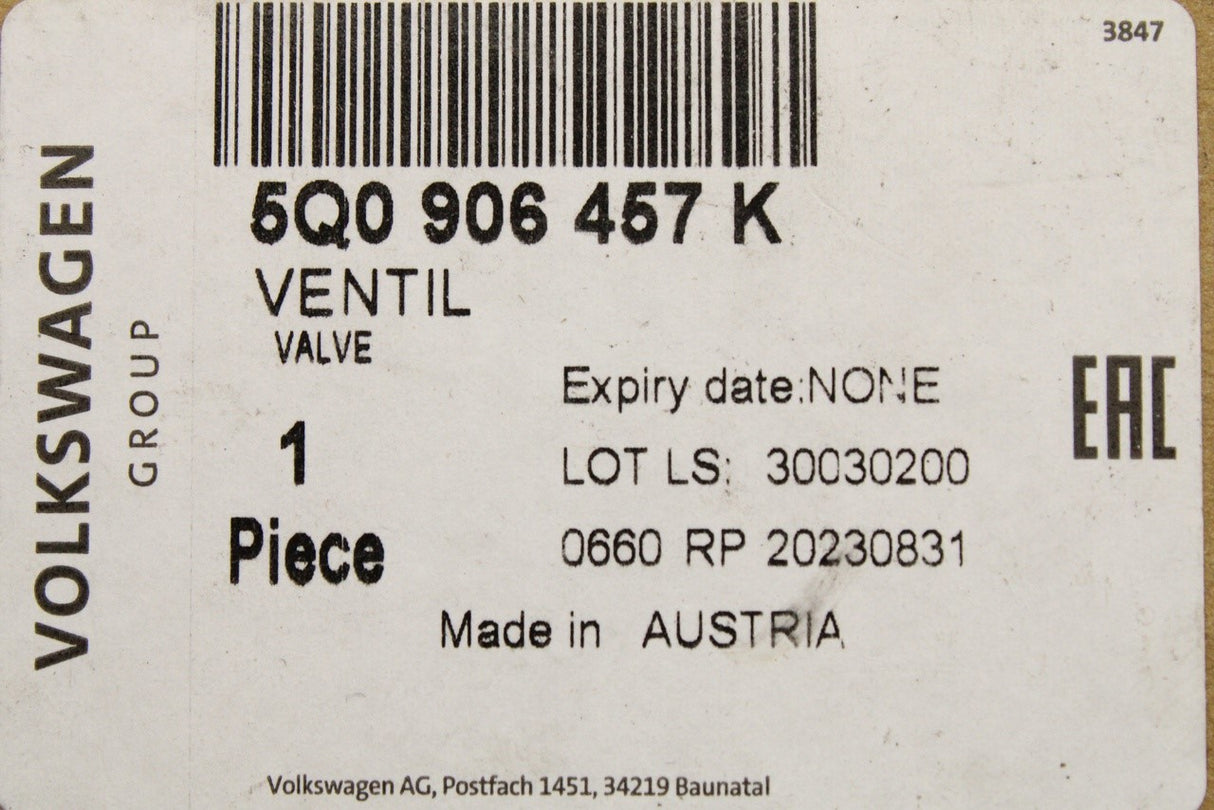 3847
VOLKSWAGEN
GROUP
5Q0 906 457 K
VENTIL
VALVE
1
Piece
Expiry date:NONE
LOT LS: 30030200
0660 RP 20230831
Made in AUSTRIA
EAC
Volkswagen AG, Postfach 1451, 34219 Baunatal